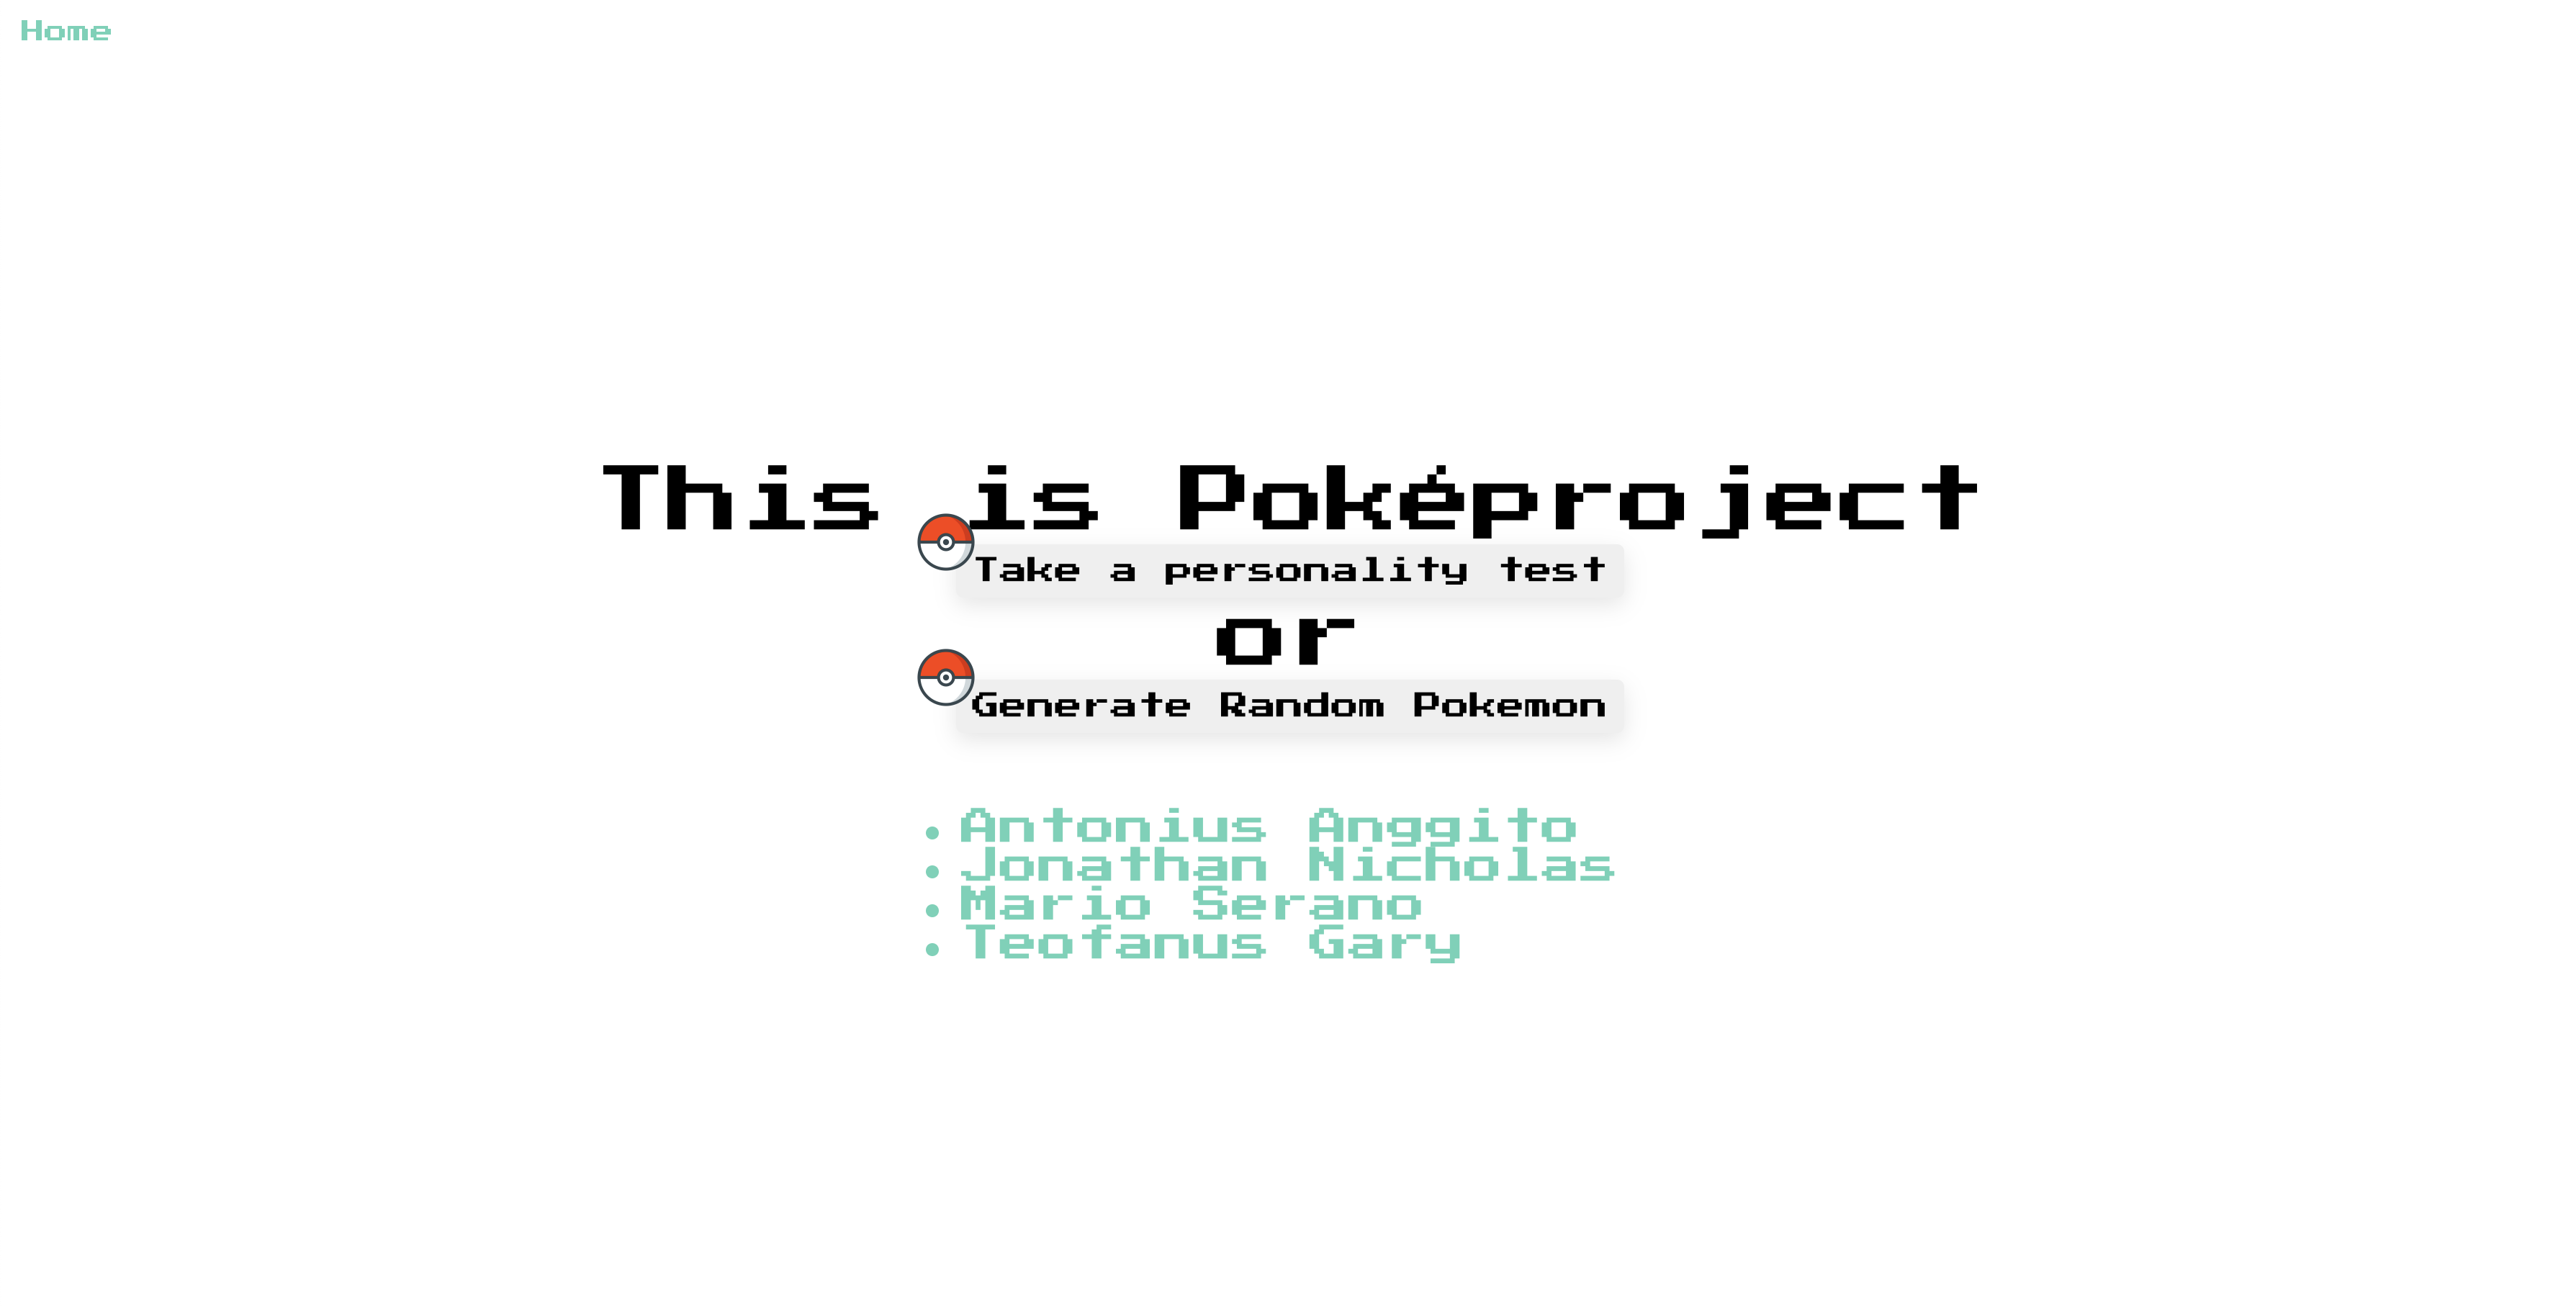 Home
This is Poképroject
Take a personality test
or
Generate Random Pokemon
Antonius Anggito
Jonathan Nicholas
Mario Serano
Teofanus Gary